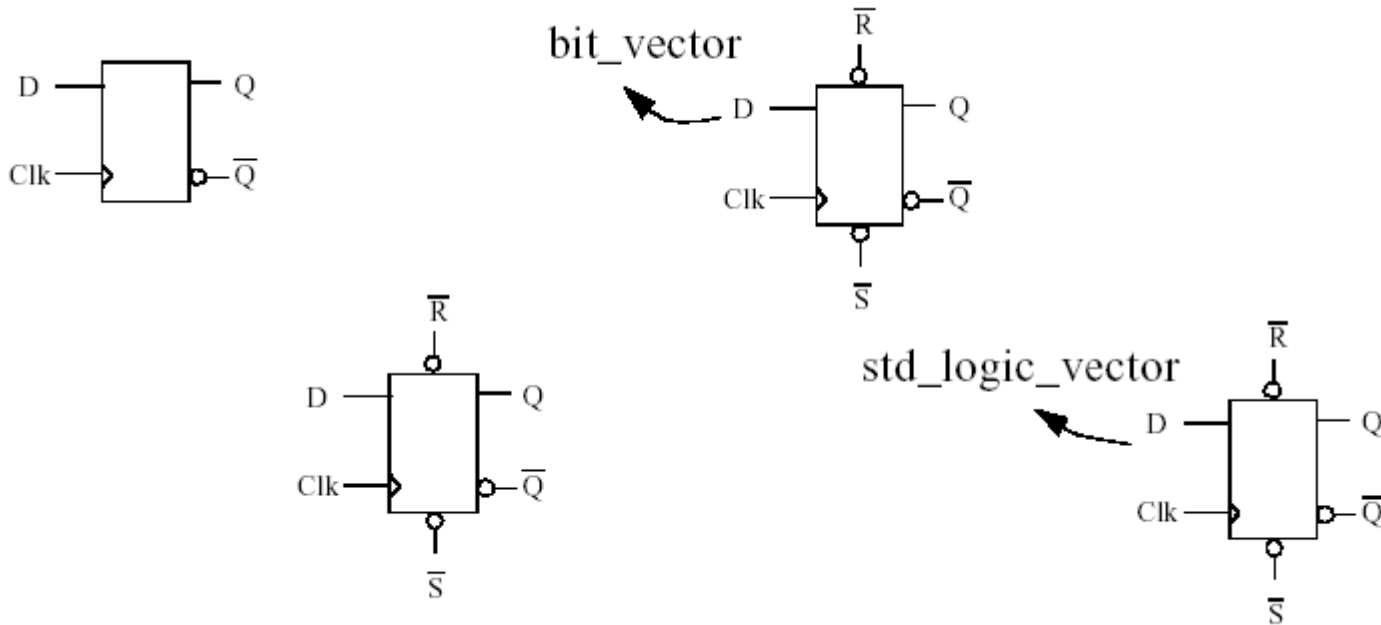 D
Q
Clk
Q̅
bit_vector
R̅
D
Q
Clk
Q̅
S̅
R̅
D
Q
Clk
Q̅
S̅
std_logic_vector
R̅
D
Q
Clk
Q̅
S̅